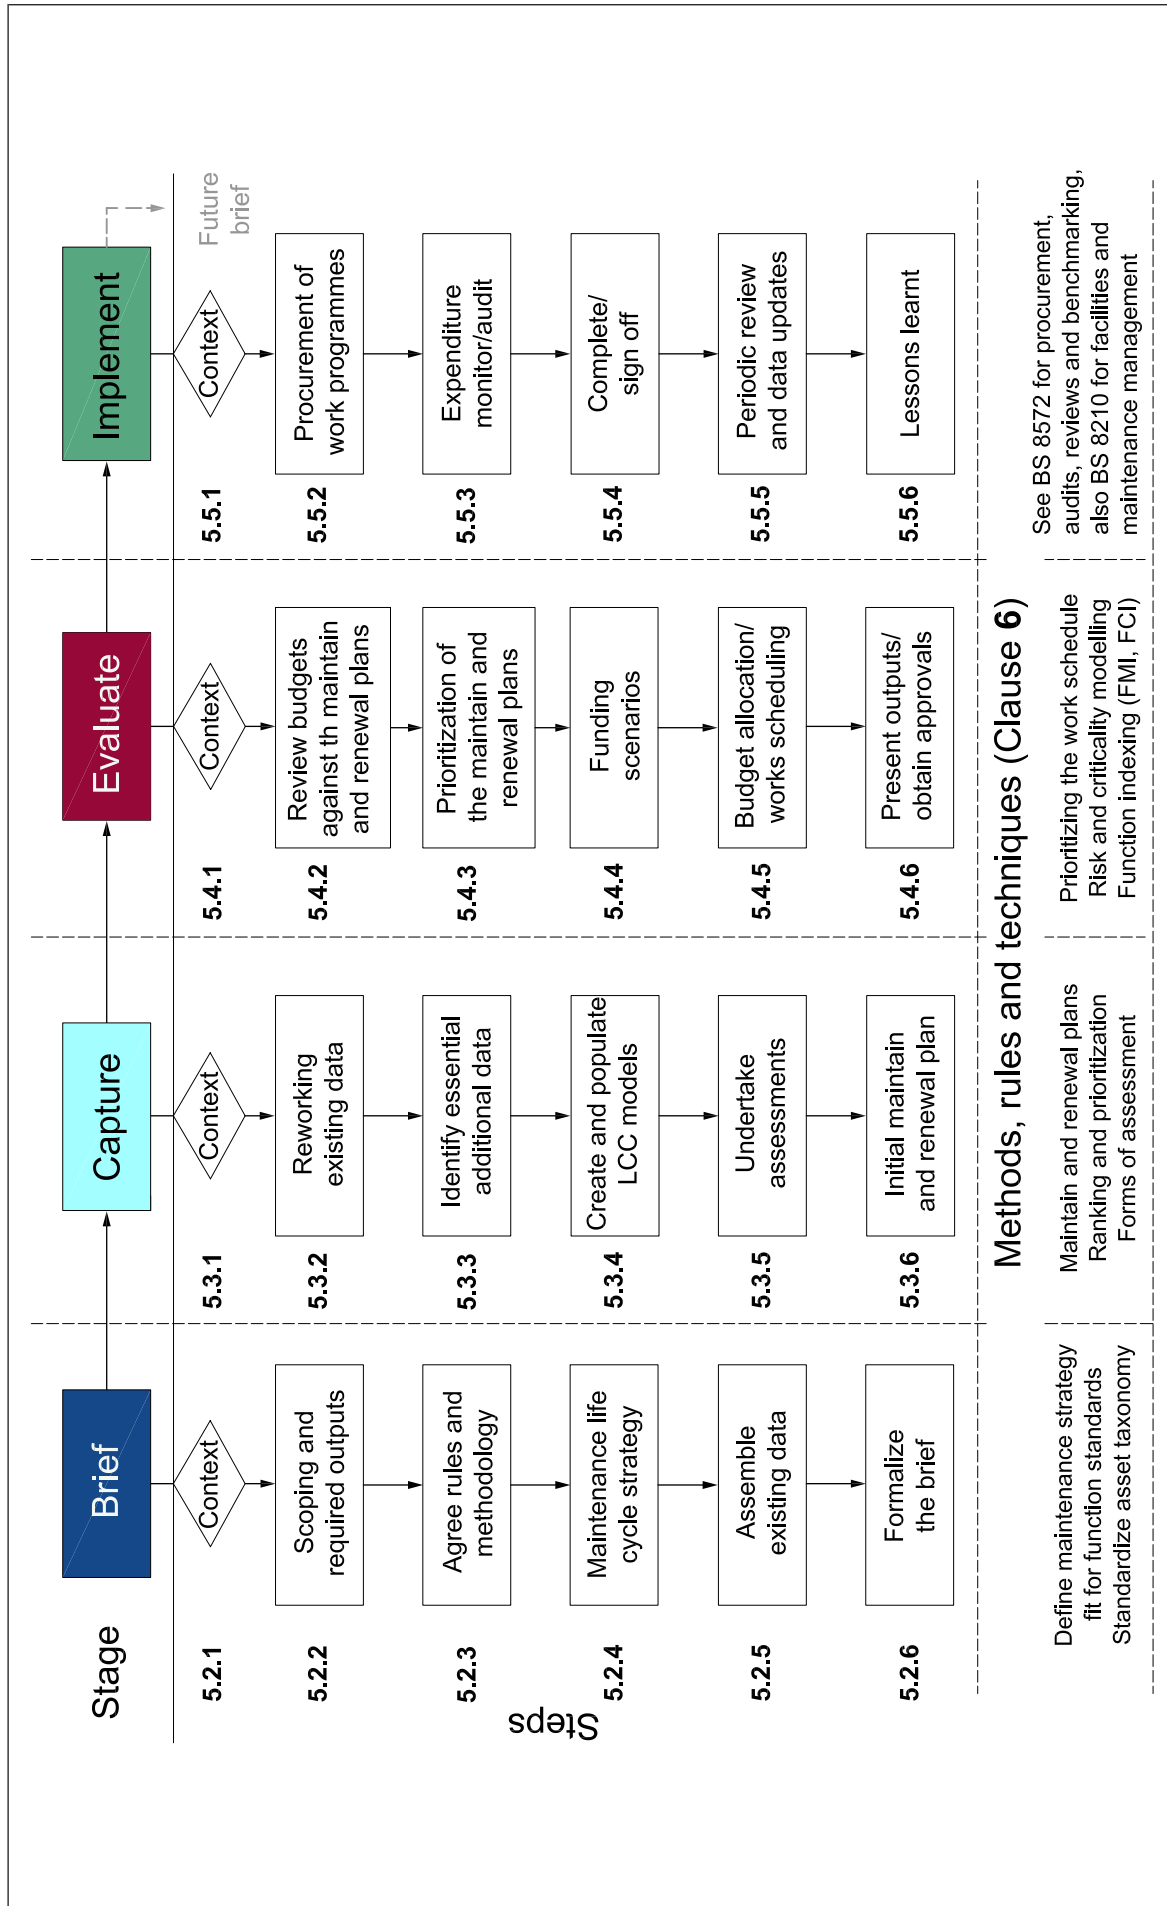 Stage
Brief
Capture
Evaluate
Implement
Future
brief
Steps
5.2.1
Context
5.2.2
Scoping and
required outputs
5.2.3
Agree rules and
methodology
5.2.4
Maintenance life
cycle strategy
5.2.5
Assemble
existing data
5.2.6
Formalize
the brief
5.3.1
Context
5.3.2
Reworking
existing data
5.3.3
Identify essential
additional data
5.3.4
Create and populate
LCC models
5.3.5
Undertake
assessments
5.3.6
Initial maintain
and renewal plan
5.4.1
Context
5.4.2
Review budgets
against th maintain
and renewal plans
5.4.3
Prioritization of
the maintain and
renewal plans
5.4.4
Funding
scenarios
5.4.5
Budget allocation/
works scheduling
5.4.6
Present outputs/
obtain approvals
5.5.1
Context
5.5.2
Procurement of
work programmes
5.5.3
Expenditure
monitor/audit
5.5.4
Complete/
sign off
5.5.5
Periodic review
and data updates
5.5.6
Lessons learnt
Methods, rules and techniques (Clause 6)
Define maintenance strategy
fit for function standards
Standardize asset taxonomy
Maintain and renewal plans
Ranking and prioritization
Forms of assessment
Prioritizing the work schedule
Risk and criticality modelling
Function indexing (FMI, FCI)
See BS 8572 for procurement,
audits, reviews and benchmarking,
also BS 8210 for facilities and
maintenance management